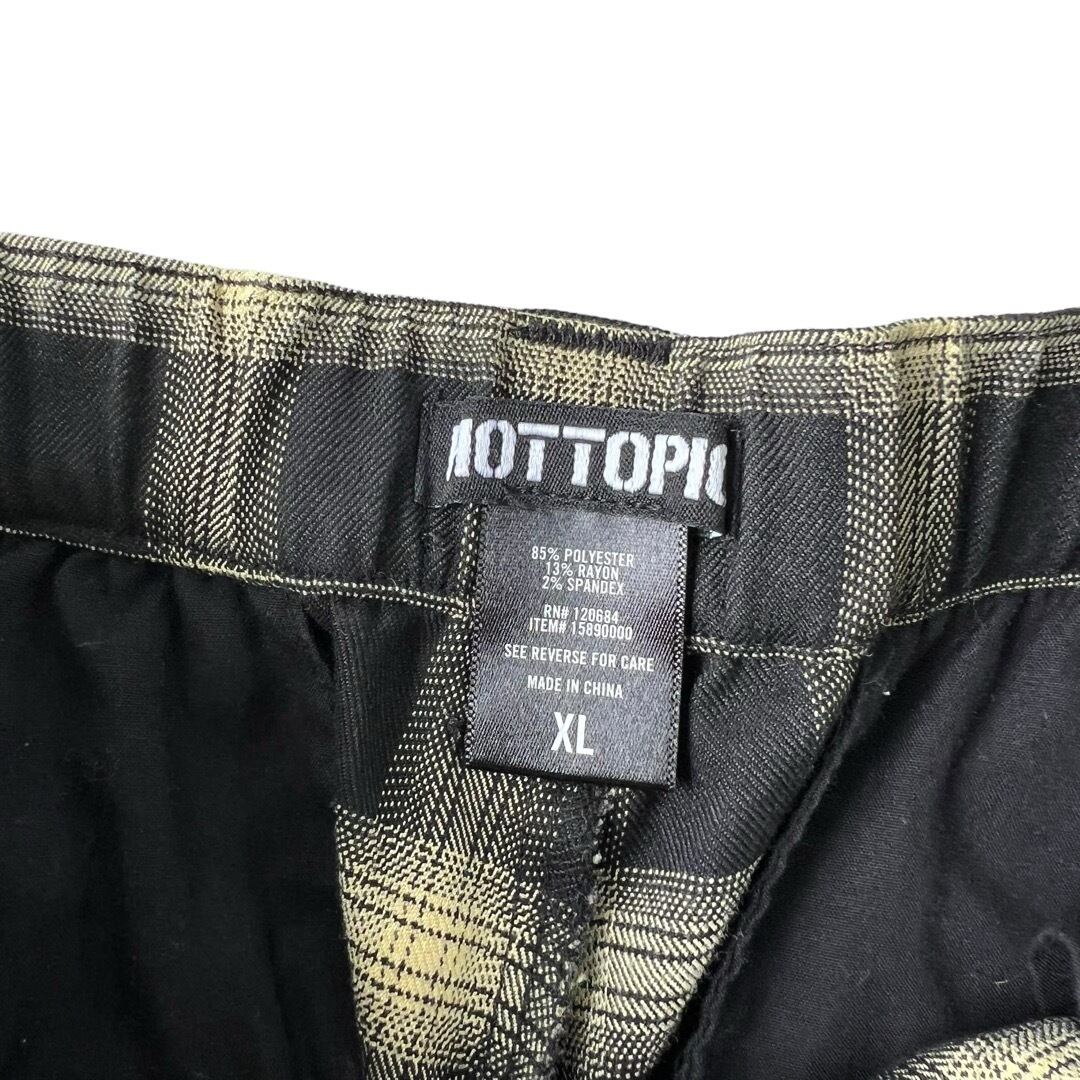 HOTTOPIC
85% POLYESTER
13% RAYON
2% SPANDEX
RN# 120684
ITEM# 15890000
SEE REVERSE FOR CARE
MADE IN CHINA
XL